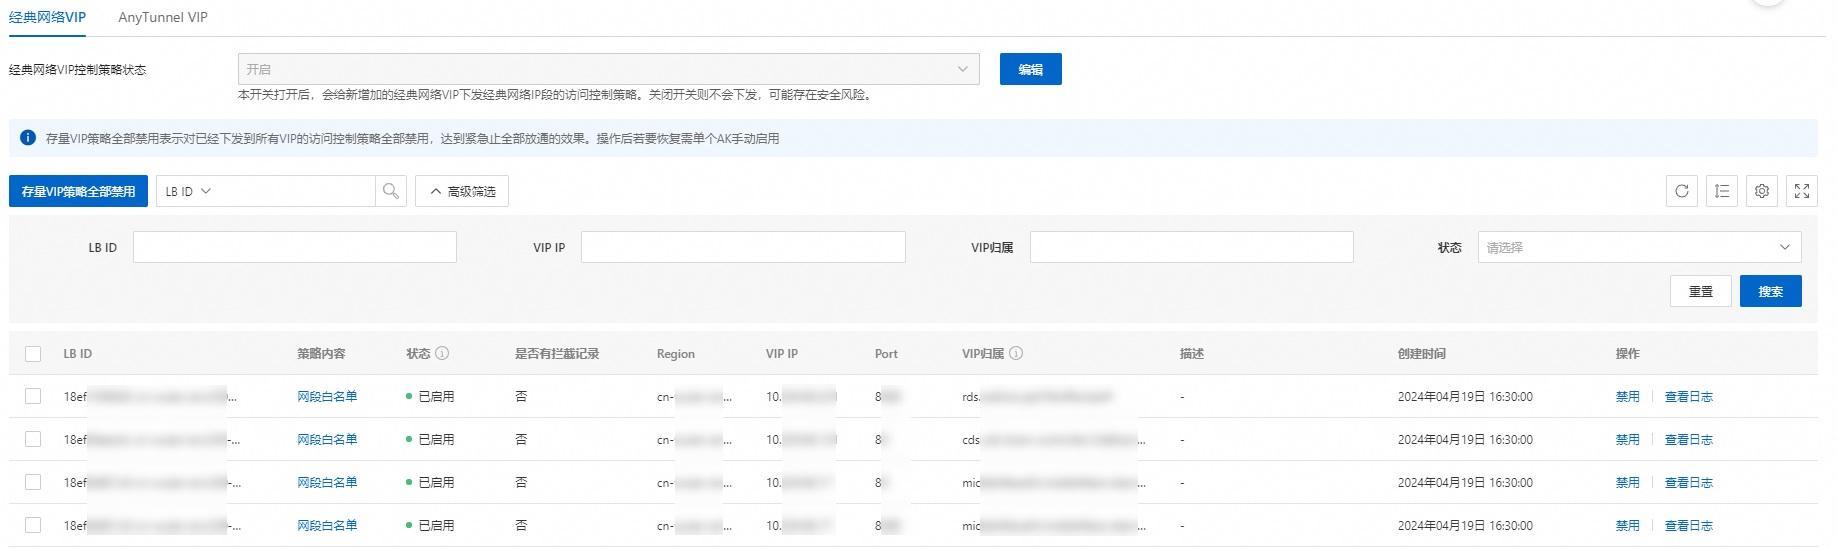 经典网络VIP AnyTunnel VIP
经典网络VIP控制策略状态 开启 编辑
本开关打开后，会给新增加的经典网络VIP下发经典网络IP段的访问控制策略。关闭开关则不会下发，可能存在安全风险。
存量VIP策略全部禁用表示对已经下发到所有VIP的访问控制策略全部禁用，达到紧急止全部放通的效果。操作后若要恢复需单个AK手动启用
存量VIP策略全部禁用 LB ID 高级筛选
LB ID VIP IP VIP归属 状态 请选择
重置 搜索
LB ID 策略内容 状态 是否有拦截记录 Region VIP IP Port VIP归属 描述 创建时间 操作
18ef ... 网段白名单 已启用 否 cn- ... 10. 8 rds. - 2024年04月19日 16:30:00 禁用 查看日志
18ef -... 网段白名单 已启用 否 cn- ... 10. 8 cds ... - 2024年04月19日 16:30:00 禁用 查看日志
18ef -... 网段白名单 已启用 否 cn- ... 10. 8 mic ... - 2024年04月19日 16:30:00 禁用 查看日志
18ef -... 网段白名单 已启用 否 cn- ... 10. 8 mic ... - 2024年04月19日 16:30:00 禁用 查看日志